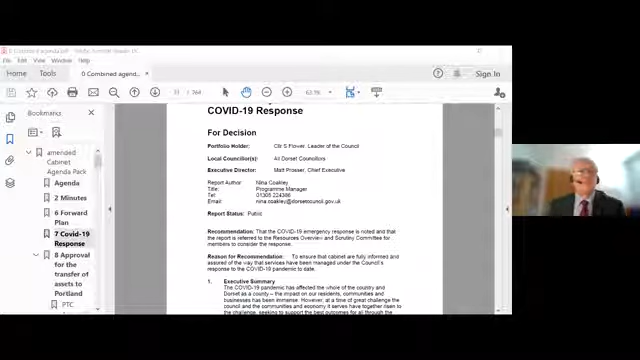 Home Tools 0 Combined agend... ×
Sign In
/ 764
Bookmarks
amended
Cabinet
Agenda Pack
Agenda
2 Minutes
6 Forward
Plan
7 Covid-19
Response
8 Approval
for the
transfer of
assets to
Portland
PTC
COVID-19 Response
For Decision
Portfolio Holder: Cllr S Flower, Leader of the Council
Local Councillor(s): All Dorset Councillors
Executive Director: Matt Prosser, Chief Executive
Report Author Nina Coakley
Title: Programme Manager
Tel: 01305 224386
Email: nina.coakley@dorsetcouncil.gov.uk
Report Status: Public
Recommendation: That the COVID-19 emergency response is noted and that
the report is referred to the Resources Overview and Scrutiny Committee for
members to consider the response.
Reason for Recommendation: To ensure that cabinet are fully informed and
assured of the way that services have been managed under the Council's
response to the COVID-19 pandemic to date.
1. Executive Summary
The COVID-19 pandemic has affected the whole of the country and
Dorset as a county – the impact on our residents, communities and
businesses has been immense. However, at a time of great challenge
the council and the communities and economy it serves have together risen to
the challenge, seeking to support the best outcomes for all through the